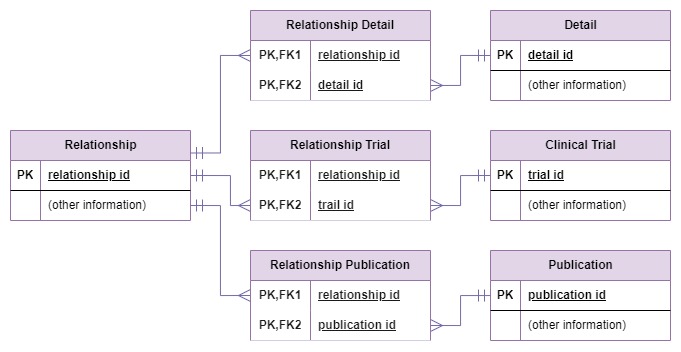 Relationship Detail
PK,FK1 relationship id
PK,FK2 detail id
Detail
PK detail id
(other information)
Relationship
PK relationship id
(other information)
Relationship Trial
PK,FK1 relationship id
PK,FK2 trail id
Clinical Trial
PK trial id
(other information)
Relationship Publication
PK,FK1 relationship id
PK,FK2 publication id
Publication
PK publication id
(other information)